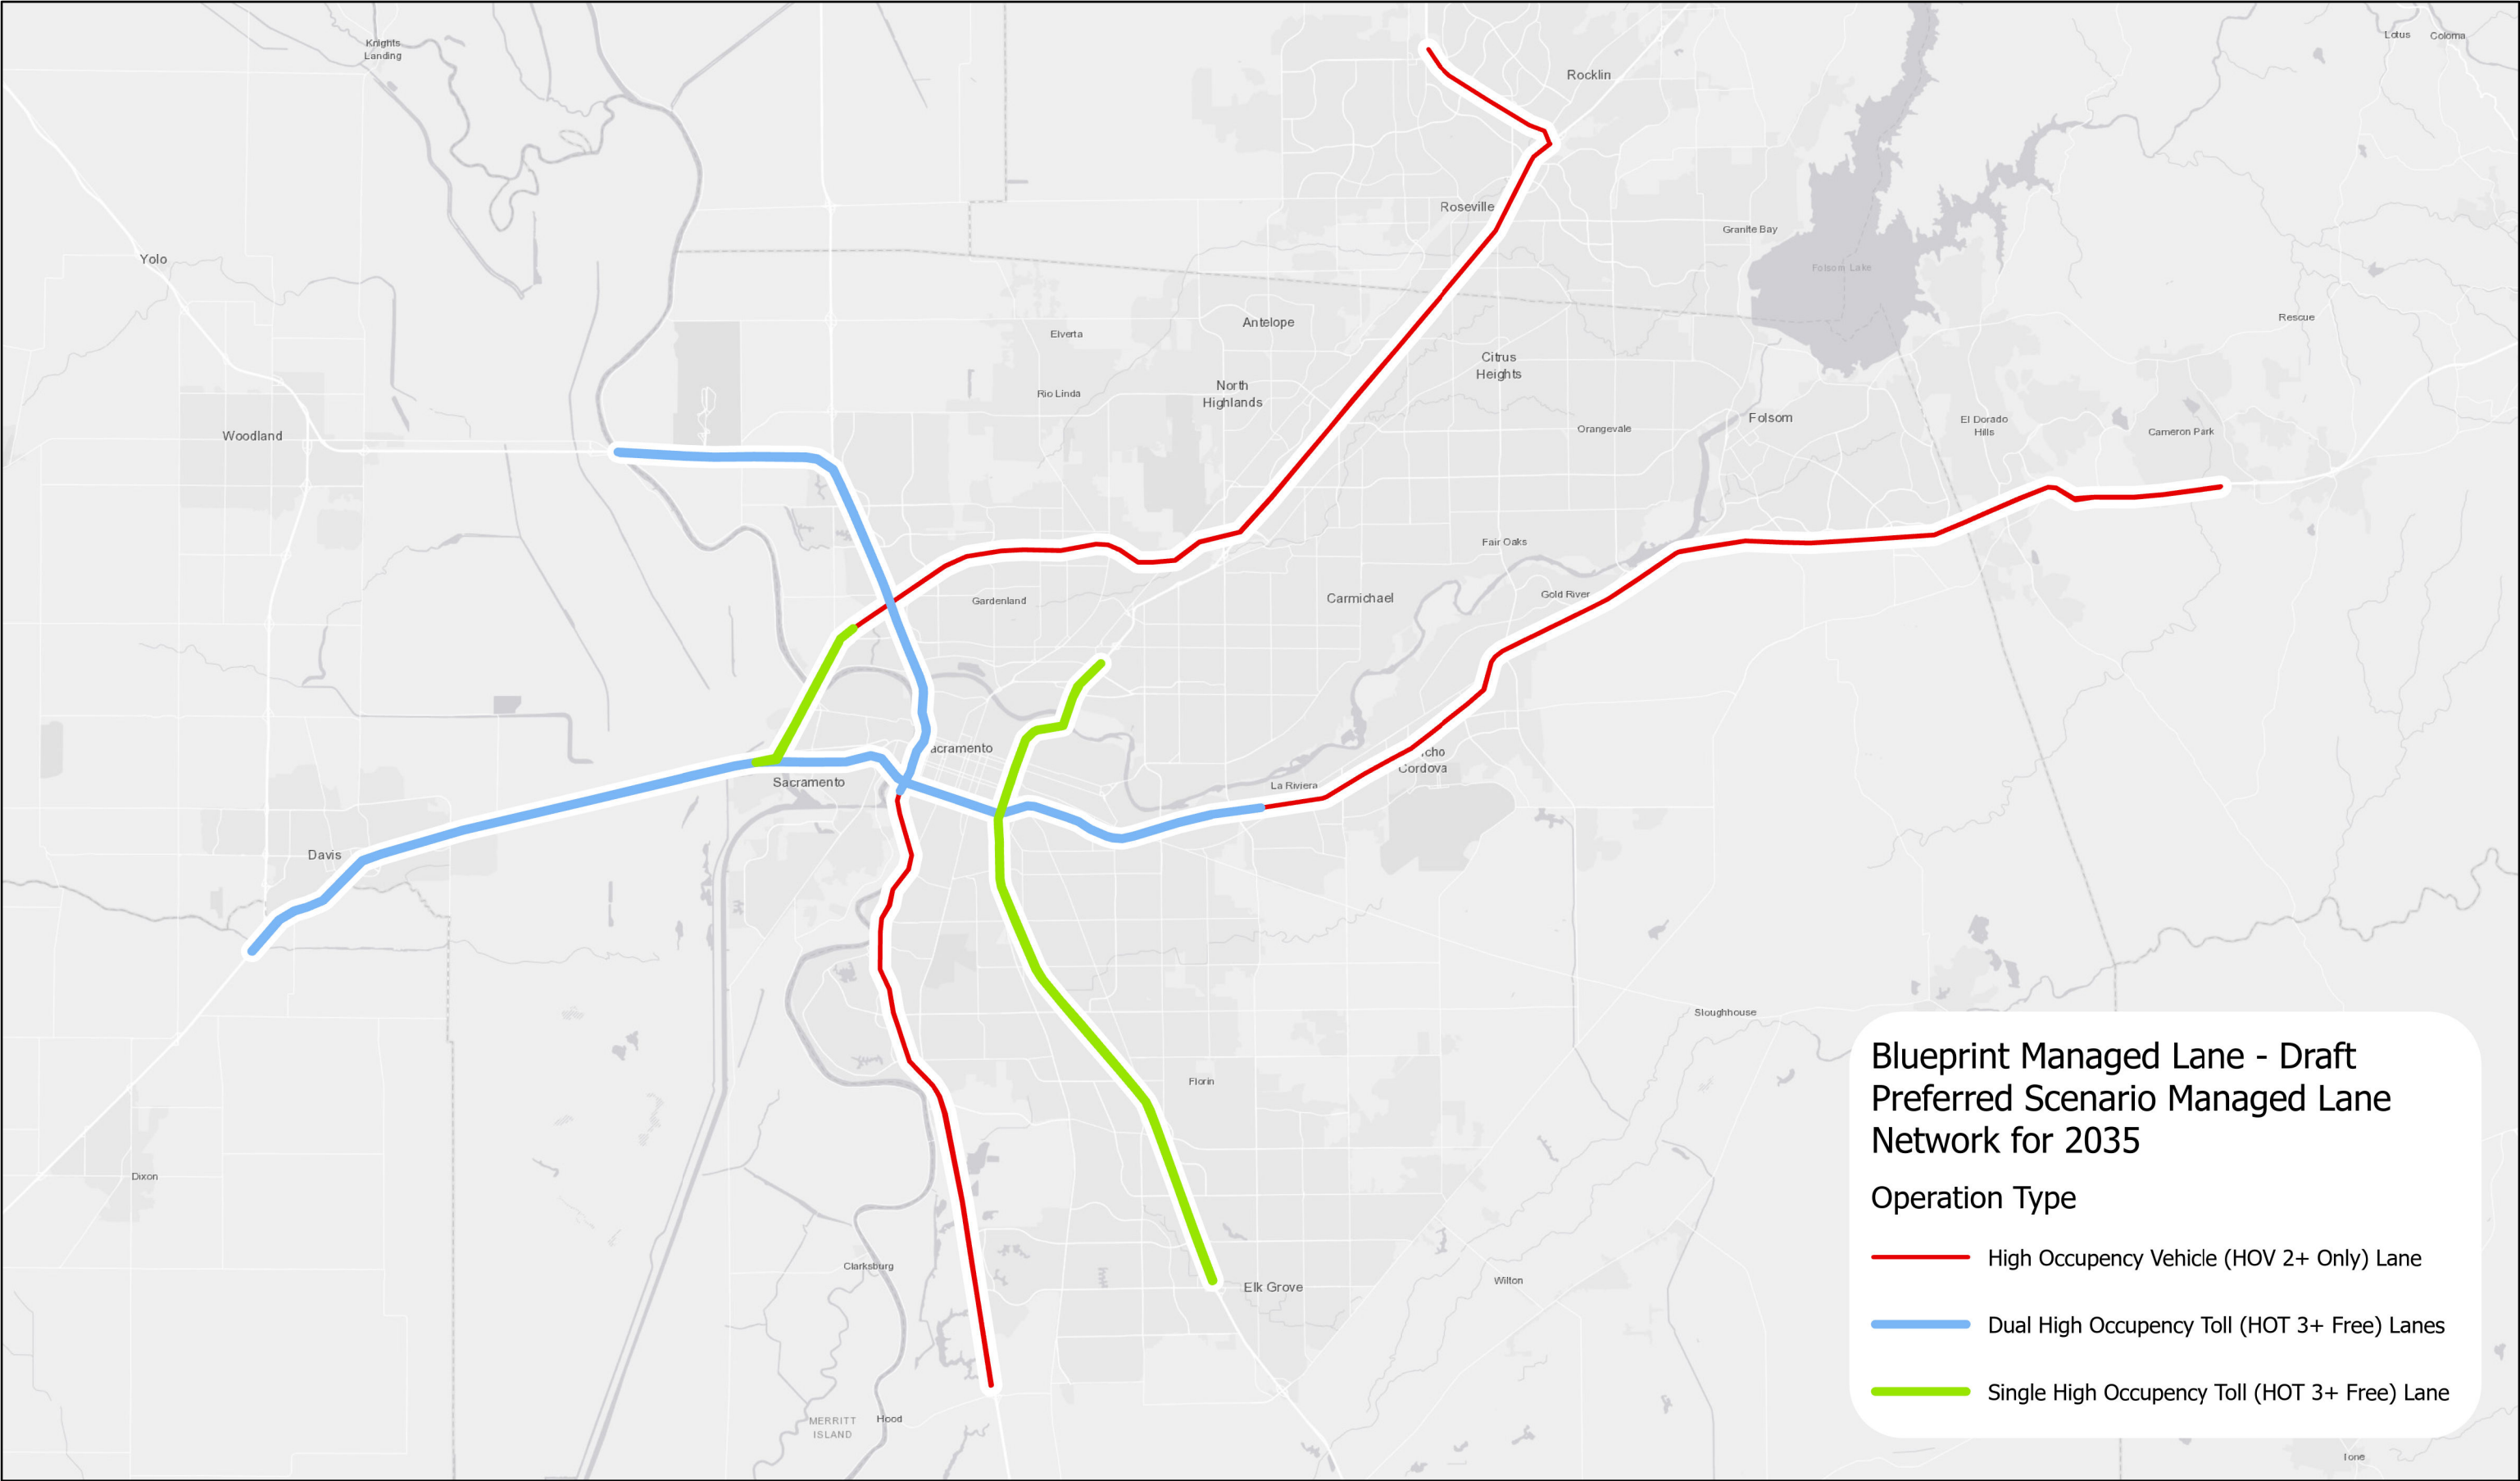 Knights
Landing
Lotus
Coloma
Rocklin
Roseville
Granite Bay
Yolo
Folsom Lake
Rescue
Elverta
Antelope
Citrus
Heights
Rio Linda
North
Highlands
Folsom
El Dorado
Hills
Cameron Park
Orangevale
Woodland
Fair Oaks
Gold River
Gardenland
Carmichael
acramento
cho
Cordova
Sacramento
La Riviera
Davis
Sloughhouse
Florin
Dixon
Clarksburg
Elk Grove
Wilton
MERRITT
ISLAND
Hood
Ione
Blueprint Managed Lane - Draft
Preferred Scenario Managed Lane
Network for 2035
Operation Type
High Occupancy Vehicle (HOV 2+ Only) Lane
Dual High Occupancy Toll (HOT 3+ Free) Lanes
Single High Occupancy Toll (HOT 3+ Free) Lane